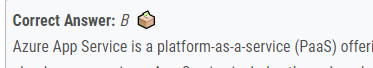 Correct Answer: B
Azure App Service is a platform-as-a-service (PaaS) offeri